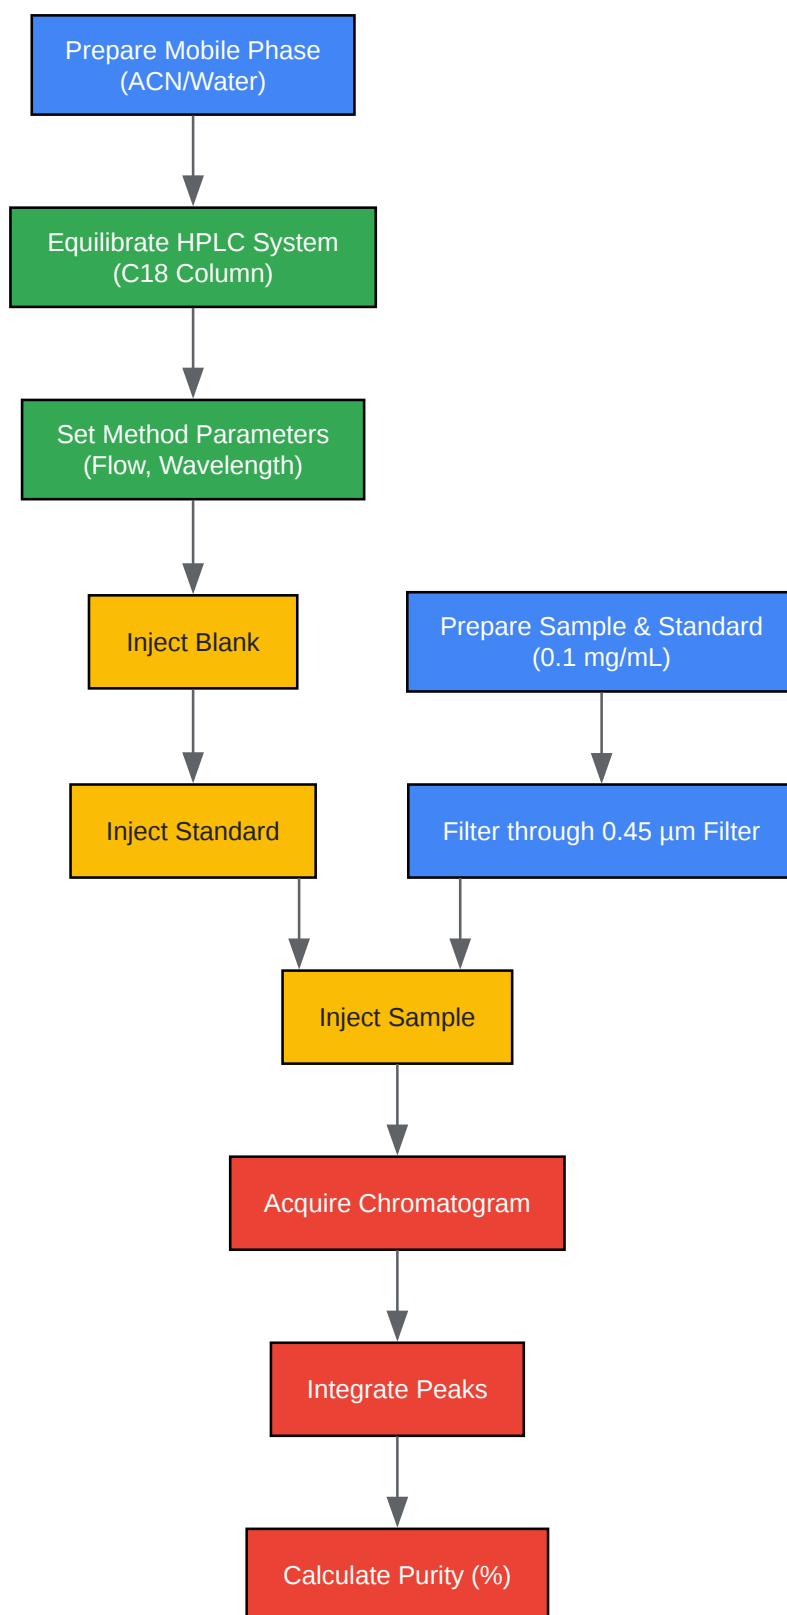 Prepare Mobile Phase
(ACN/Water)
Equilibrate HPLC System
(C18 Column)
Set Method Parameters
(Flow, Wavelength)
Inject Blank
Prepare Sample & Standard
(0.1 mg/mL)
Inject Standard
Filter through 0.45 µm Filter
Inject Sample
Acquire Chromatogram
Integrate Peaks
Calculate Purity (%)